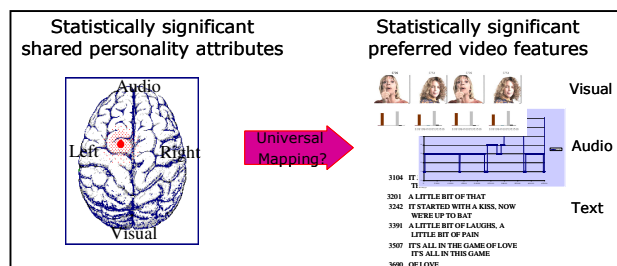 Statistically significant
shared personality attributes
Statistically significant
preferred video features
Audio
Left
Right
Visual
Universal
Mapping?
Visual
Audio
Text
3104 IT
3201 A LITTLE BIT OF THAT
3242 IT STARTED WITH A KISS, NOW
WE'RE UP TO BAT
3391 A LITTLE BIT OF LAUGHS, A
LITTLE BIT OF PAIN
3507 IT'S ALL IN THE GAME OF LOVE
IT'S ALL IN THIS GAME
3690 OF LOVE